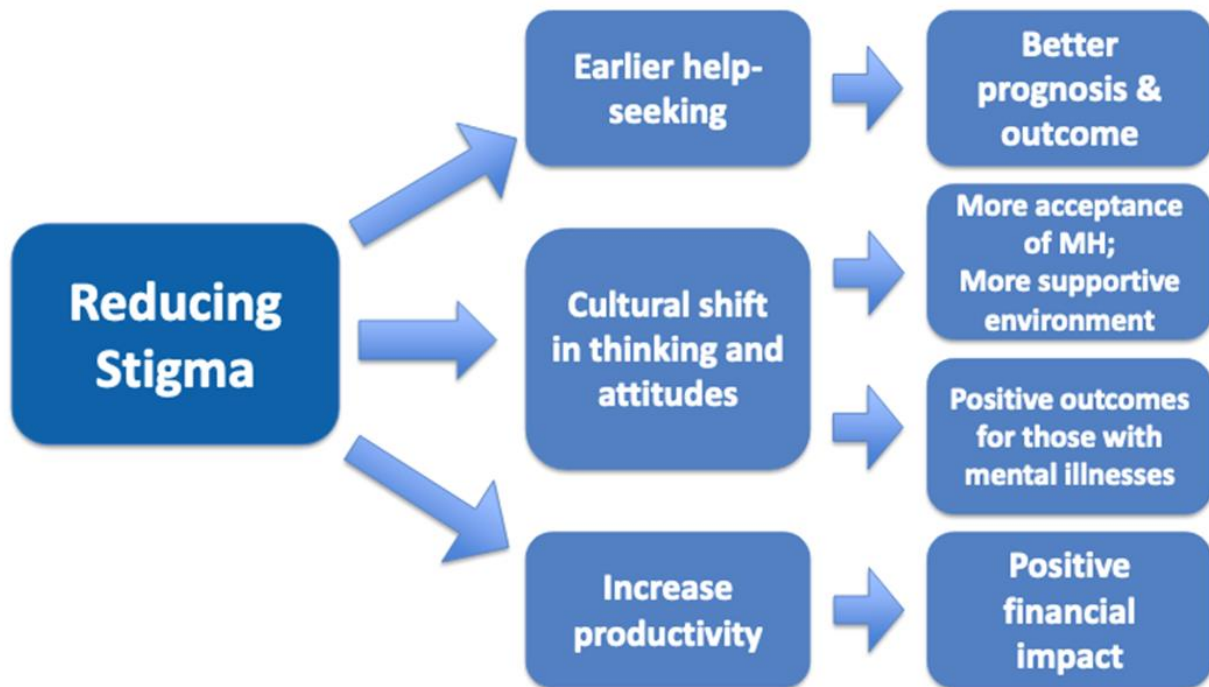 Reducing
Stigma
Earlier help-
seeking
Better
prognosis &
outcome
Cultural shift
in thinking and
attitudes
More acceptance
of MH;
More supportive
environment
Positive outcomes
for those with
mental illnesses
Increase
productivity
Positive
financial
impact